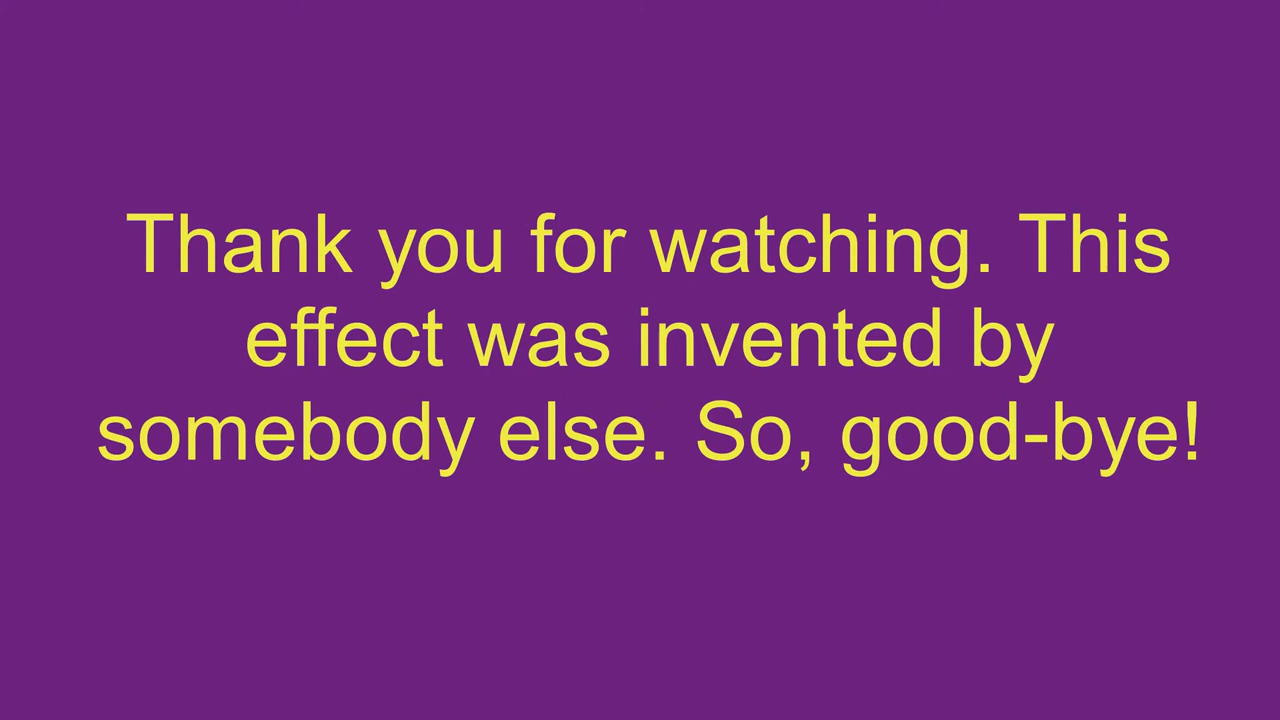 Thank you for watching. This
effect was invented by
somebody else. So, good-bye!